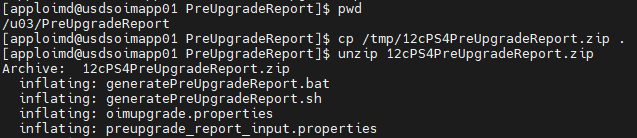 [apploimd@usdsoimapp01 PreUpgradeReport]$ pwd
/u03/PreUpgradeReport
[apploimd@usdsoimapp01 PreUpgradeReport]$ cp /tmp/12cPS4PreUpgradeReport.zip .
[apploimd@usdsoimapp01 PreUpgradeReport]$ unzip 12cPS4PreUpgradeReport.zip
Archive:  12cPS4PreUpgradeReport.zip
  inflating: generatePreUpgradeReport.bat
  inflating: generatePreUpgradeReport.sh
  inflating: oimupgrade.properties
  inflating: preupgrade_report_input.properties